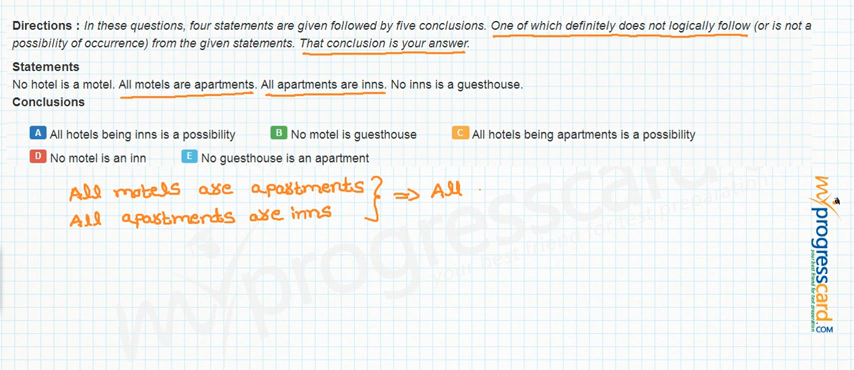 Directions : In these questions, four statements are given followed by five conclusions. One of which definitely does not logically follow (or is not a
possibility of occurrence) from the given statements. That conclusion is your answer.
Statements
No hotel is a motel. All motels are apartments. All apartments are inns. No inns is a guesthouse.
Conclusions
A All hotels being inns is a possibility B No motel is guesthouse C All hotels being apartments is a possibility
D No motel is an inn E No guesthouse is an apartment
All motels are apartments } => All
All apartments are inns
myprogresscard
myprogresscard.COM